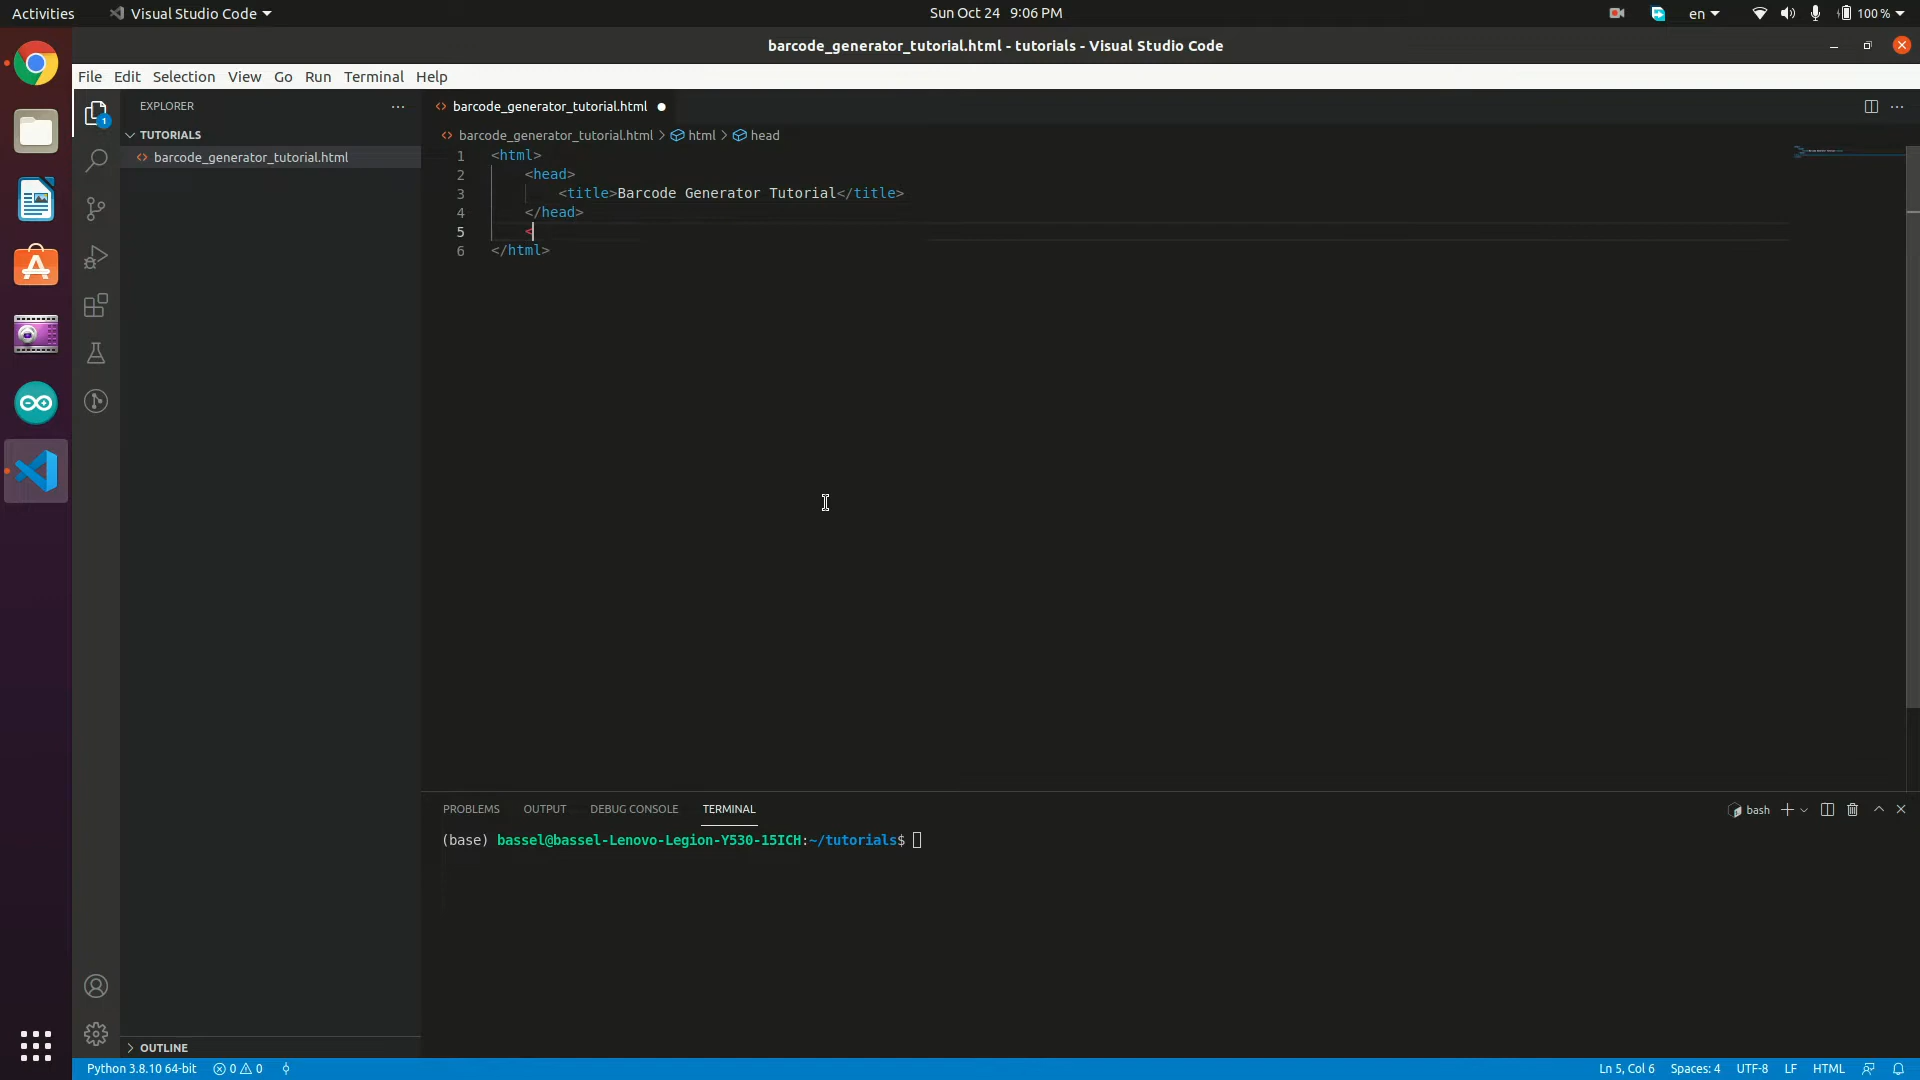 Activities Visual Studio Code Sun Oct 24 9:06 PM en 100 %
barcode_generator_tutorial.html - tutorials - Visual Studio Code
File Edit Selection View Go Run Terminal Help
EXPLORER
barcode_generator_tutorial.html
TUTORIALS
barcode_generator_tutorial.html > html > head
barcode_generator_tutorial.html
1 <html>
2 <head>
3 <title>Barcode Generator Tutorial</title>
4 </head>
5 <
6 </html>
1
PROBLEMS OUTPUT DEBUG CONSOLE TERMINAL bash
(base) bassel@bassel-Lenovo-Legion-Y530-15ICH:~/tutorials$
OUTLINE
Python 3.8.10 64-bit 0 0 Ln 5, Col 6 Spaces: 4 UTF-8 LF HTML